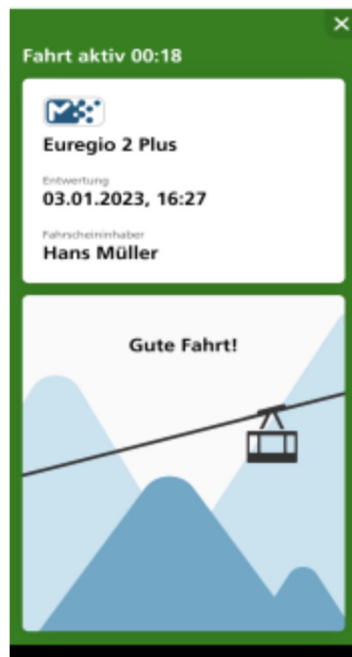 Fahrt aktiv 00:18
Euregio 2 Plus
Entwertung
03.01.2023, 16:27
Fahrscheininhaber
Hans Müller
Gute Fahrt!